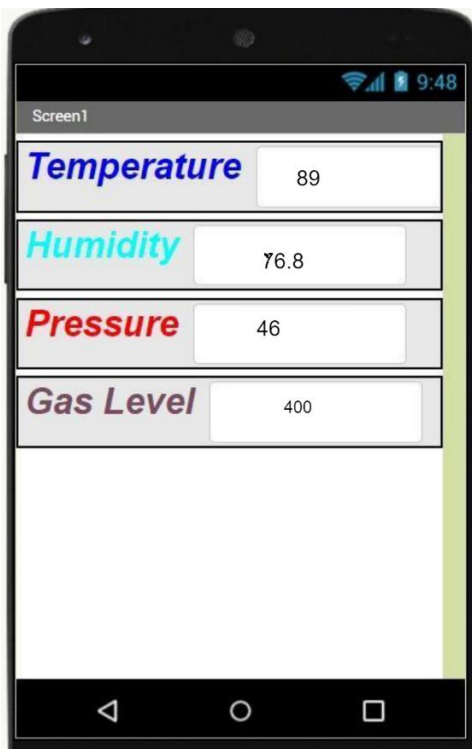 9:48
Screen1
Temperature 89
Humidity 76.8
Pressure 46
Gas Level 400